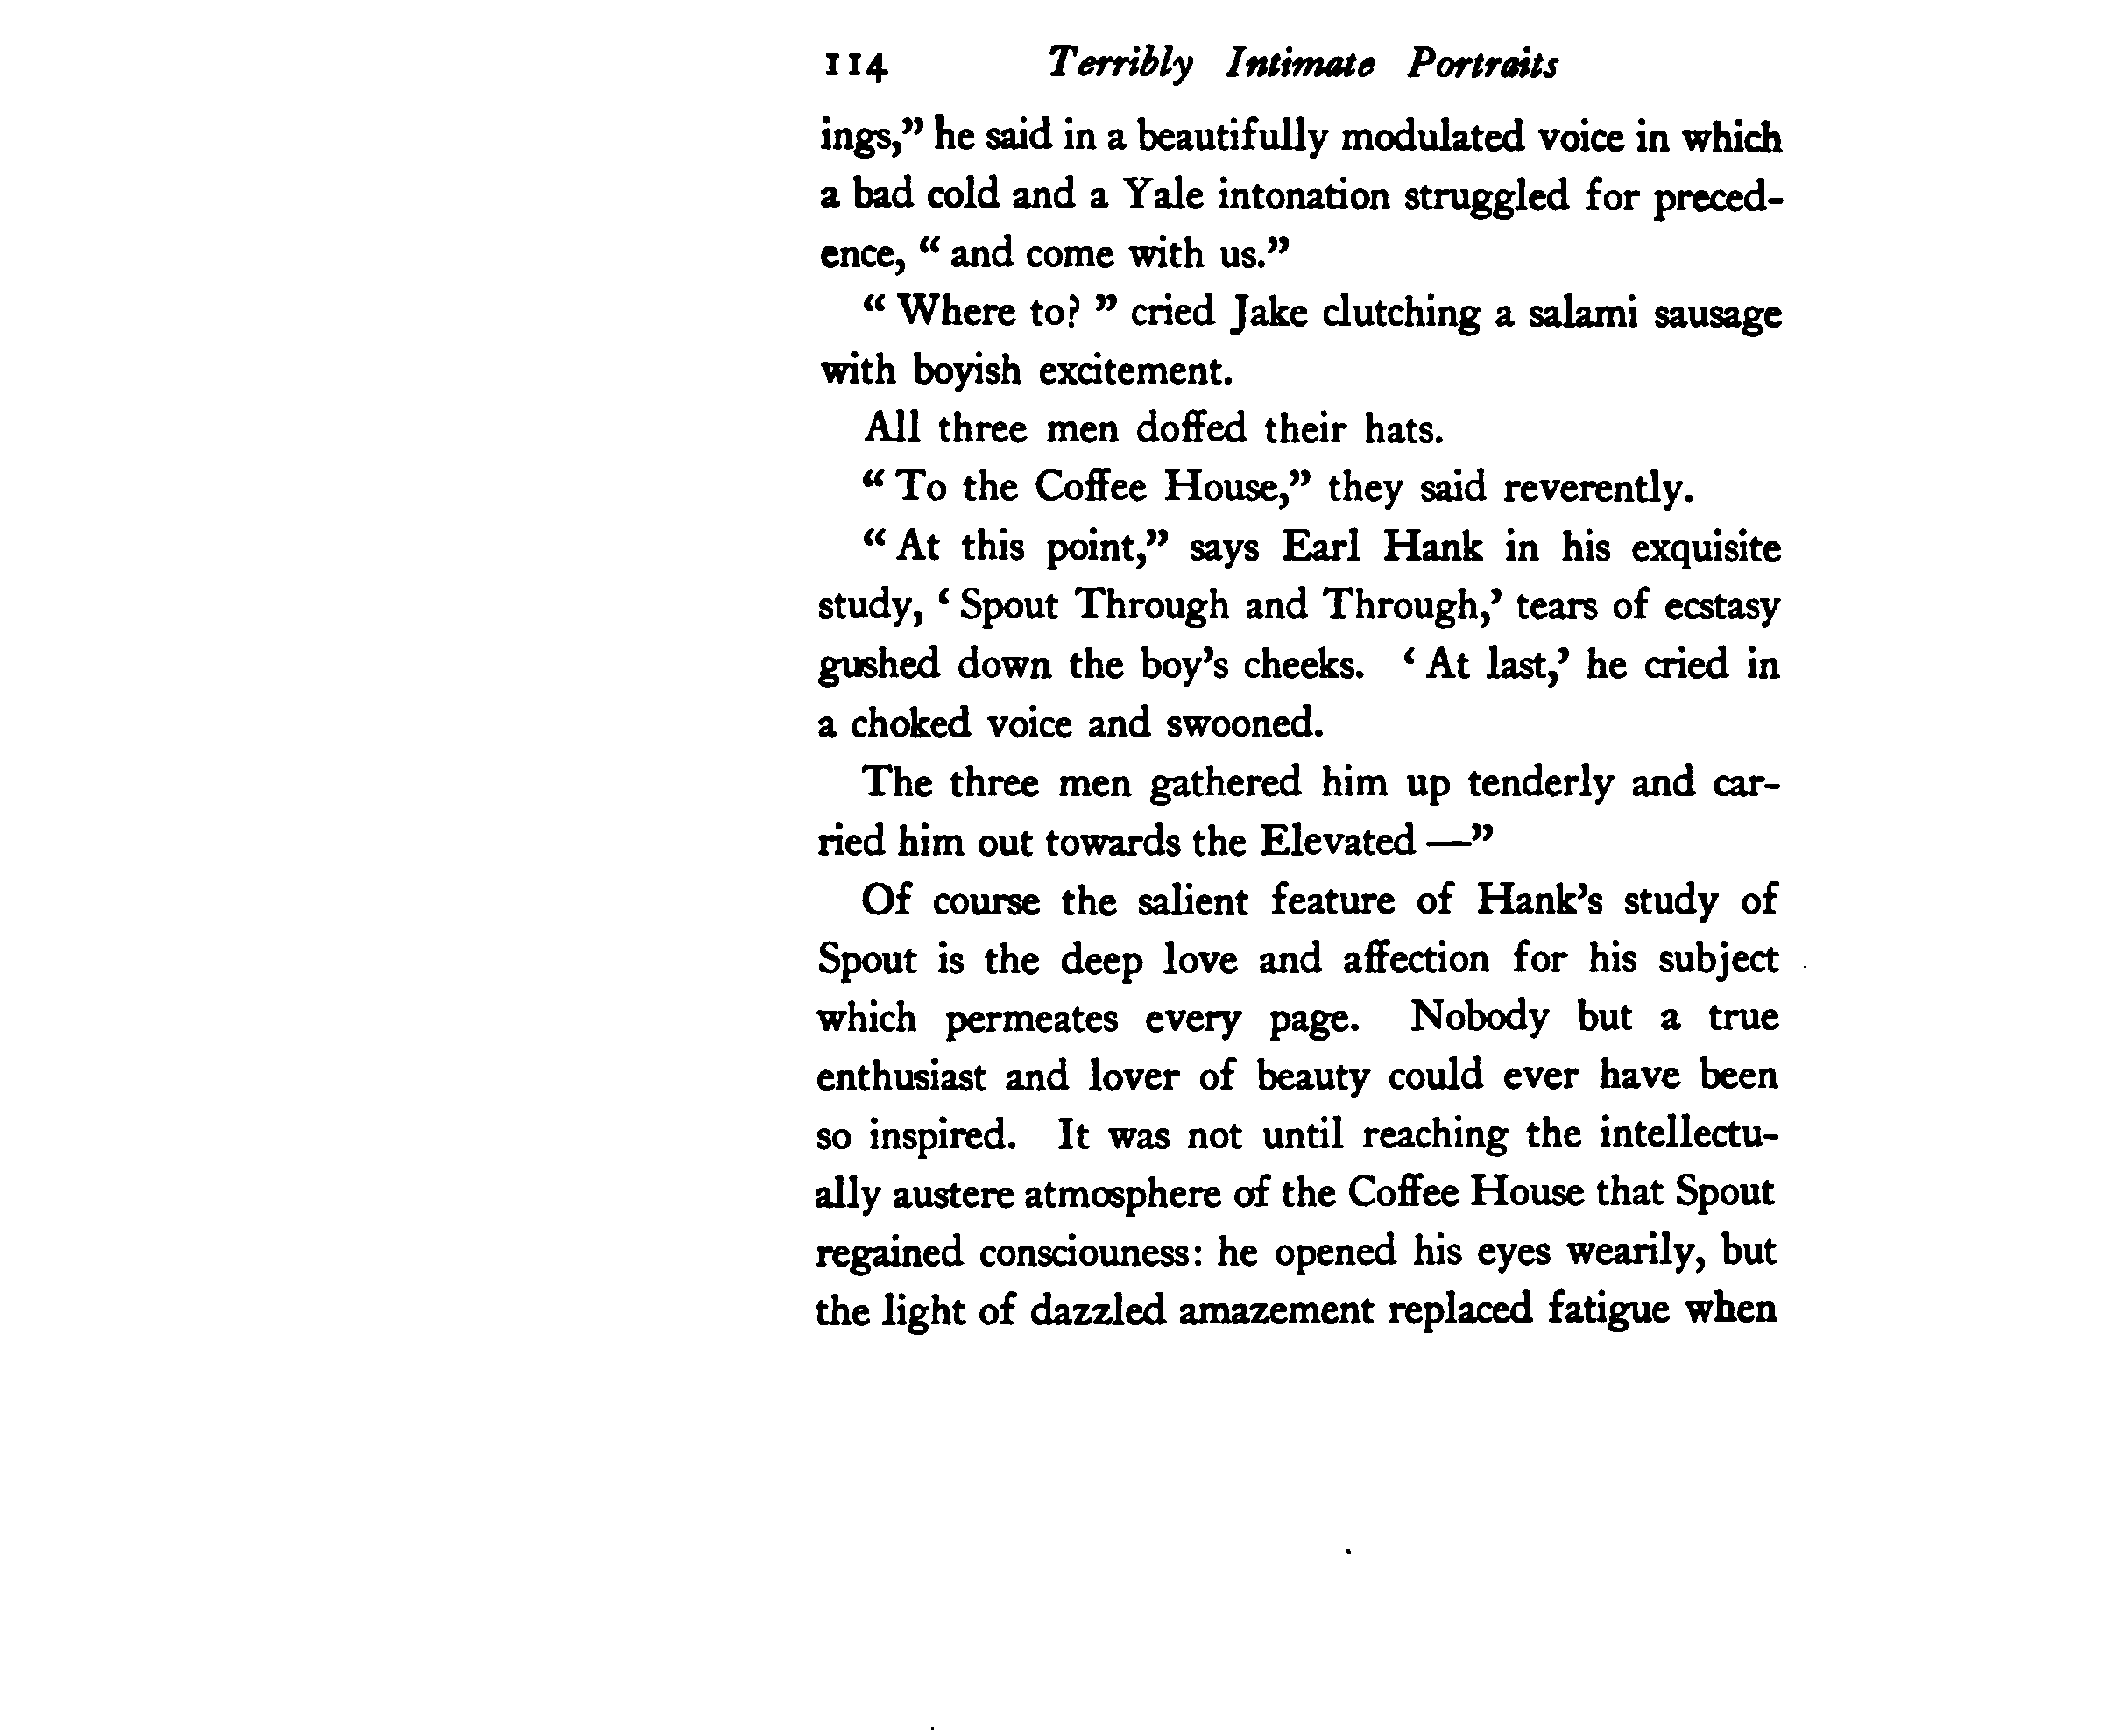 114 Terribly Intimate Portraits
ings,” he said in a beautifully modulated voice in which
a bad cold and a Yale intonation struggled for preced-
ence, “ and come with us.”
“ Where to? ” cried Jake clutching a salami sausage
with boyish excitement.
All three men doffed their hats.
“ To the Coffee House,” they said reverently.
“ At this point,” says Earl Hank in his exquisite
study, ‘ Spout Through and Through,’ tears of ecstasy
gushed down the boy’s cheeks. ‘ At last,’ he cried in
a choked voice and swooned.
The three men gathered him up tenderly and car-
ried him out towards the Elevated —”
Of course the salient feature of Hank’s study of
Spout is the deep love and affection for his subject
which permeates every page. Nobody but a true
enthusiast and lover of beauty could ever have been
so inspired. It was not until reaching the intellectu-
ally austere atmosphere of the Coffee House that Spout
regained consciouness: he opened his eyes wearily, but
the light of dazzled amazement replaced fatigue when